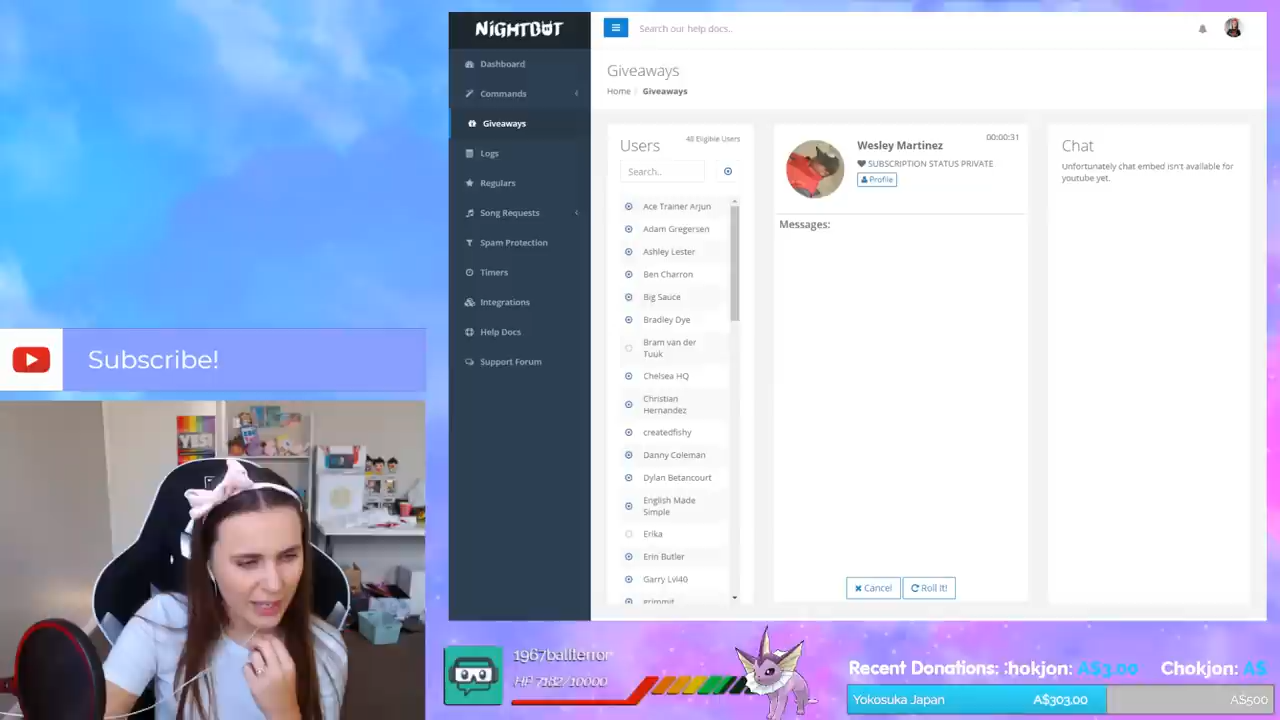 NiGHTBOT
Search our help docs..
Dashboard
Commands
Giveaways
Logs
Regulars
Song Requests
Spam Protection
Timers
Integrations
Help Docs
Support Forum
Giveaways
Home / Giveaways
Users
48 Eligible Users
Search..
Ace Trainer Arjun
Adam Gregersen
Ashley Lester
Ben Charron
Big Sauce
Bradley Dye
Bram van der
Tuuk
Chelsea HQ
Christian
Hernandez
createdfishy
Danny Coleman
Dylan Betancourt
English Made
Simple
Erika
Erin Butler
Garry Lvl40
grimmit
Wesley Martinez
00:00:31
SUBSCRIPTION STATUS PRIVATE
Profile
Messages:
Cancel
Roll It!
Chat
Unfortunately chat embed isn't available for
youtube yet.
Subscribe!
YES!
1967ballterror
HP 7182/10000
Recent Donations: :hokjon: A$3.00 Chokjon: A$
Yokosuka Japan A$303.00 A$500